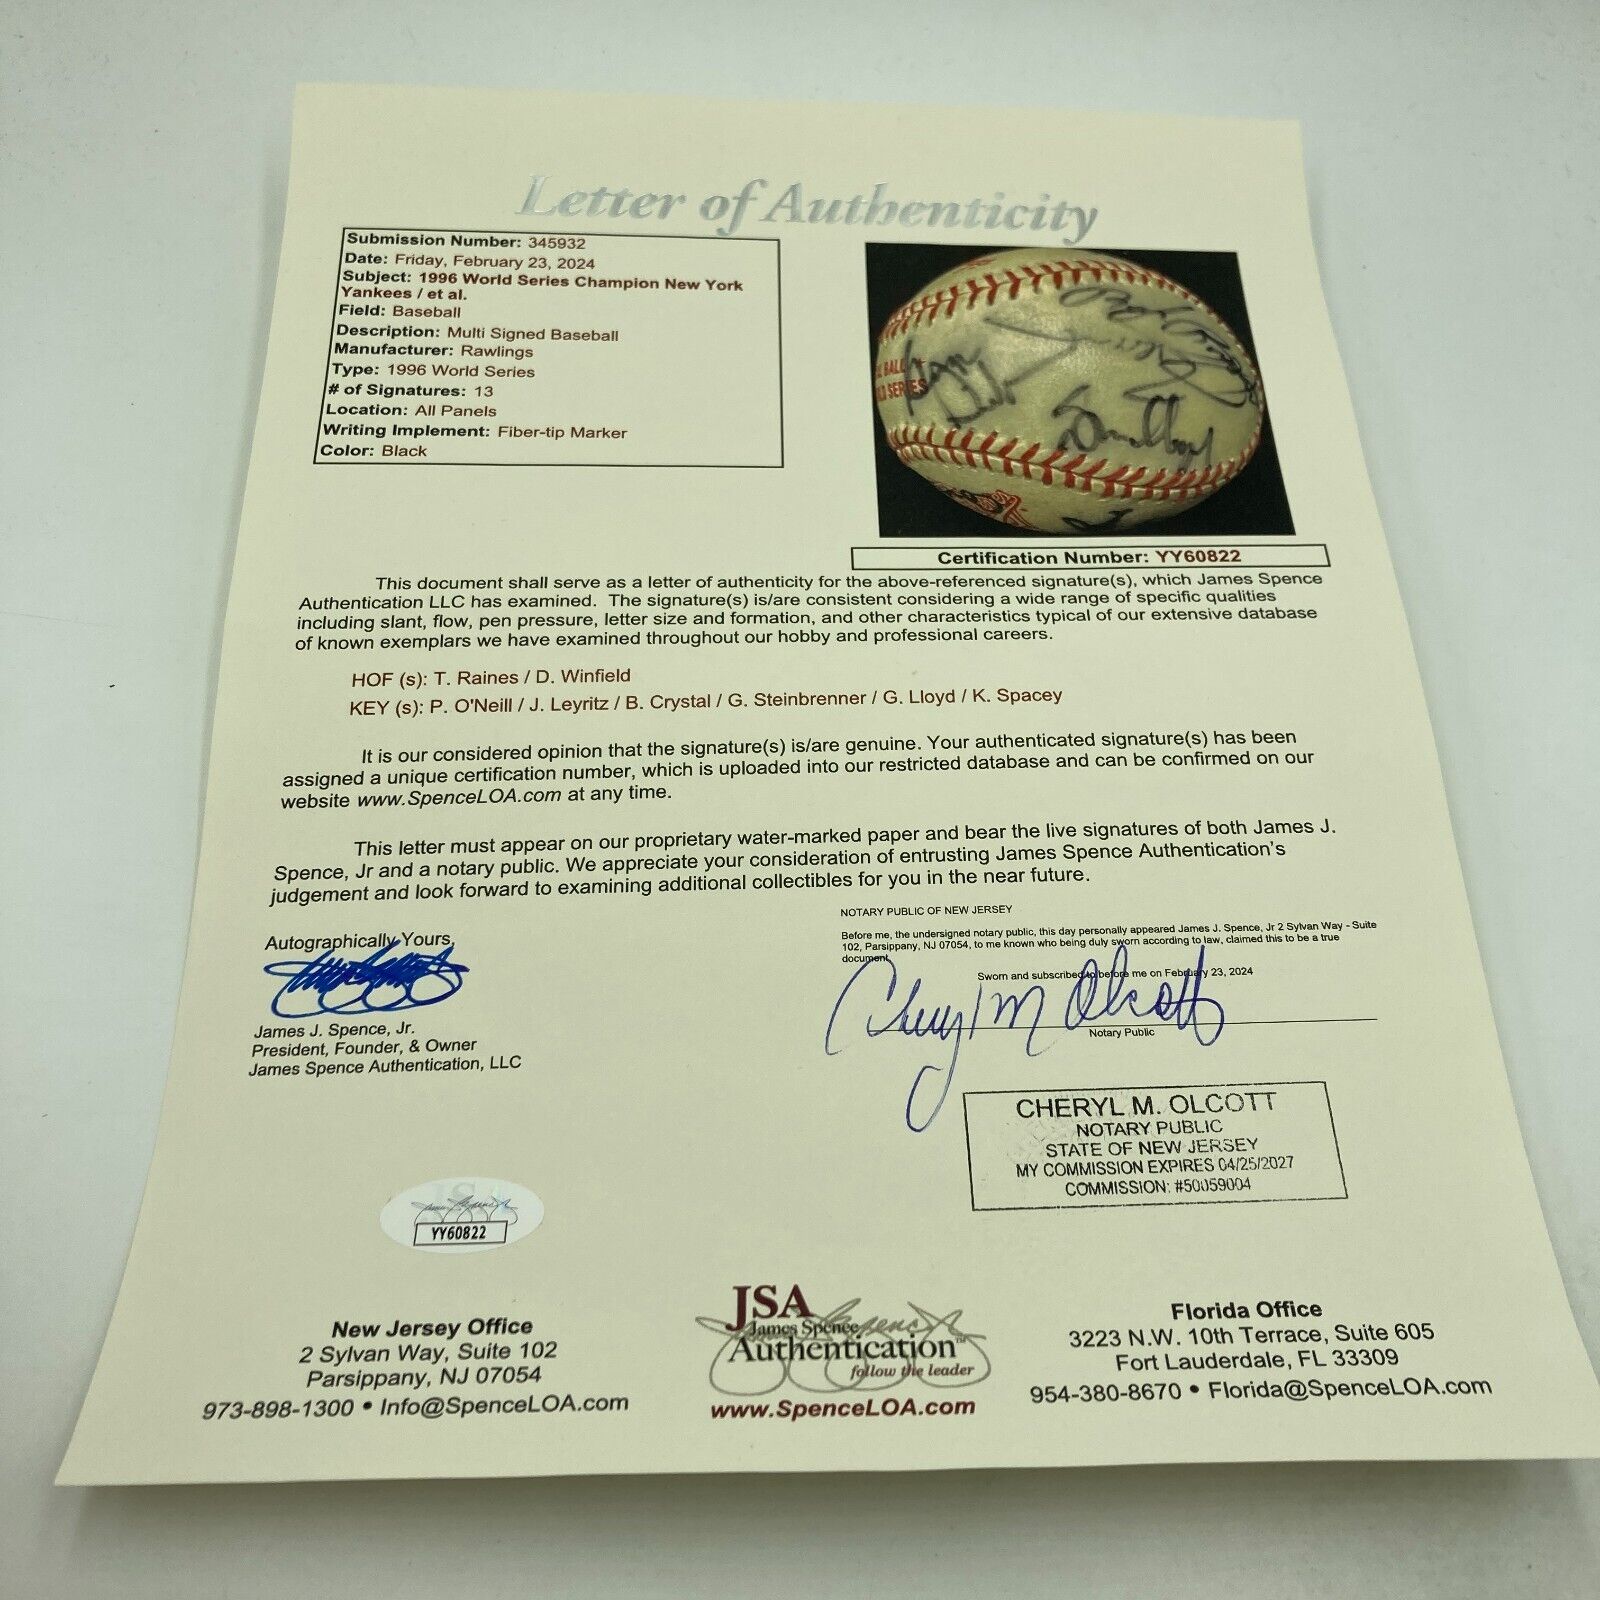 Letter of Authenticity
Submission Number: 345932
Date: Friday, February 23, 2024
Subject: 1996 World Series Champion New York
Yankees / et al.
Field: Baseball
Description: Multi Signed Baseball
Manufacturer: Rawlings
Type: 1996 World Series
# of Signatures: 13
Location: All Panels
Writing Implement: Fiber-tip Marker
Color: Black
BALL
SERIES
Certification Number: YY60822
This document shall serve as a letter of authenticity for the above-referenced signature(s), which James Spence
Authentication LLC has examined. The signature(s) is/are consistent considering a wide range of specific qualities
including slant, flow, pen pressure, letter size and formation, and other characteristics typical of our extensive database
of known exemplars we have examined throughout our hobby and professional careers.
HOF (s): T. Raines / D. Winfield
KEY (s): P. O'Neill / J. Leyritz / B. Crystal / G. Steinbrenner / G. Lloyd / K. Spacey
It is our considered opinion that the signature(s) is/are genuine. Your authenticated signature(s) has been
assigned a unique certification number, which is uploaded into our restricted database and can be confirmed on our
website www.SpenceLOA.com at any time.
This letter must appear on our proprietary water-marked paper and bear the live signatures of both James J.
Spence, Jr and a notary public. We appreciate your consideration of entrusting James Spence Authentication's
judgement and look forward to examining additional collectibles for you in the near future.
NOTARY PUBLIC OF NEW JERSEY
Before me, the undersigned notary public, this day personally appeared James J. Spence, Jr 2 Sylvan Way - Suite
102, Parsippany, NJ 07054, to me known who being duly sworn according to law, claimed this to be a true
document.
Sworn and subscribed to before me on February 23, 2024
Cheryl M Olcott
Notary Public
Autographically Yours,
James J. Spence, Jr.
President, Founder, & Owner
James Spence Authentication, LLC
CHERYL M. OLCOTT
NOTARY PUBLIC
STATE OF NEW JERSEY
MY COMMISSION EXPIRES 04/25/2027
COMMISSION: #50059004
JSA
YY60822
New Jersey Office
2 Sylvan Way, Suite 102
Parsippany, NJ 07054
973-898-1300 • Info@SpenceLOA.com
JSA
James Spence
Authentication™
follow the leader
www.SpenceLOA.com
Florida Office
3223 N.W. 10th Terrace, Suite 605
Fort Lauderdale, FL 33309
954-380-8670 • Florida@SpenceLOA.com